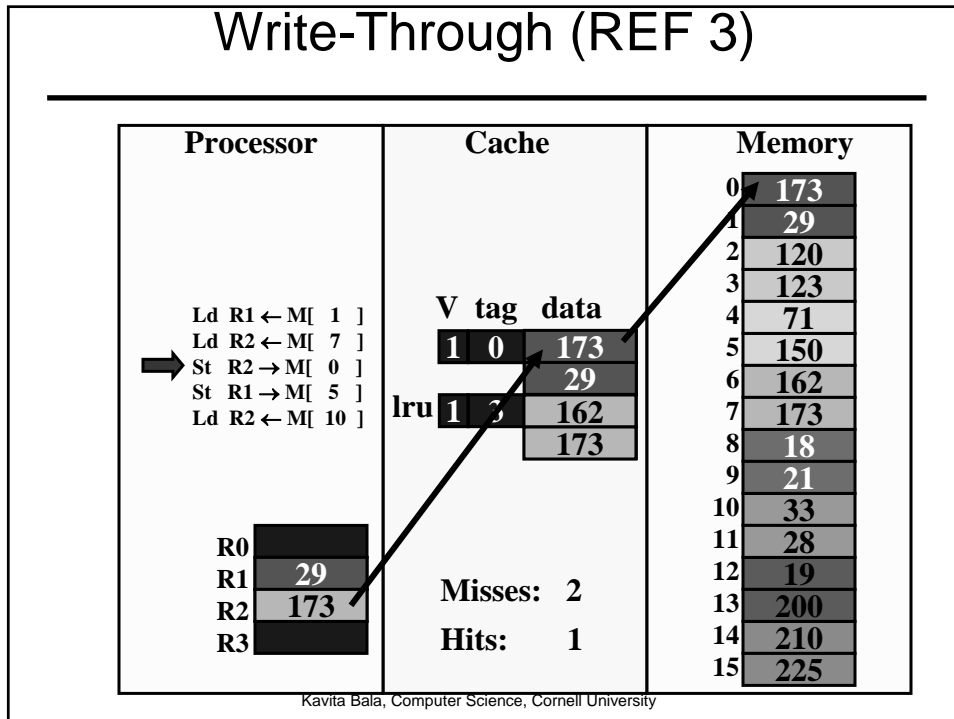 Write-Through (REF 3)
Processor
Cache
Memory
Ld R1 ← M[ 1 ]
Ld R2 ← M[ 7 ]
St R2 → M[ 0 ]
St R1 → M[ 5 ]
Ld R2 ← M[ 10 ]
R0
R1 29
R2 173
R3
V tag data
1 0 173
29
lru 1 3 162
173
Misses: 2
Hits: 1
0 173
1 29
2 120
3 123
4 71
5 150
6 162
7 173
8 18
9 21
10 33
11 28
12 19
13 200
14 210
15 225
Kavita Bala, Computer Science, Cornell University